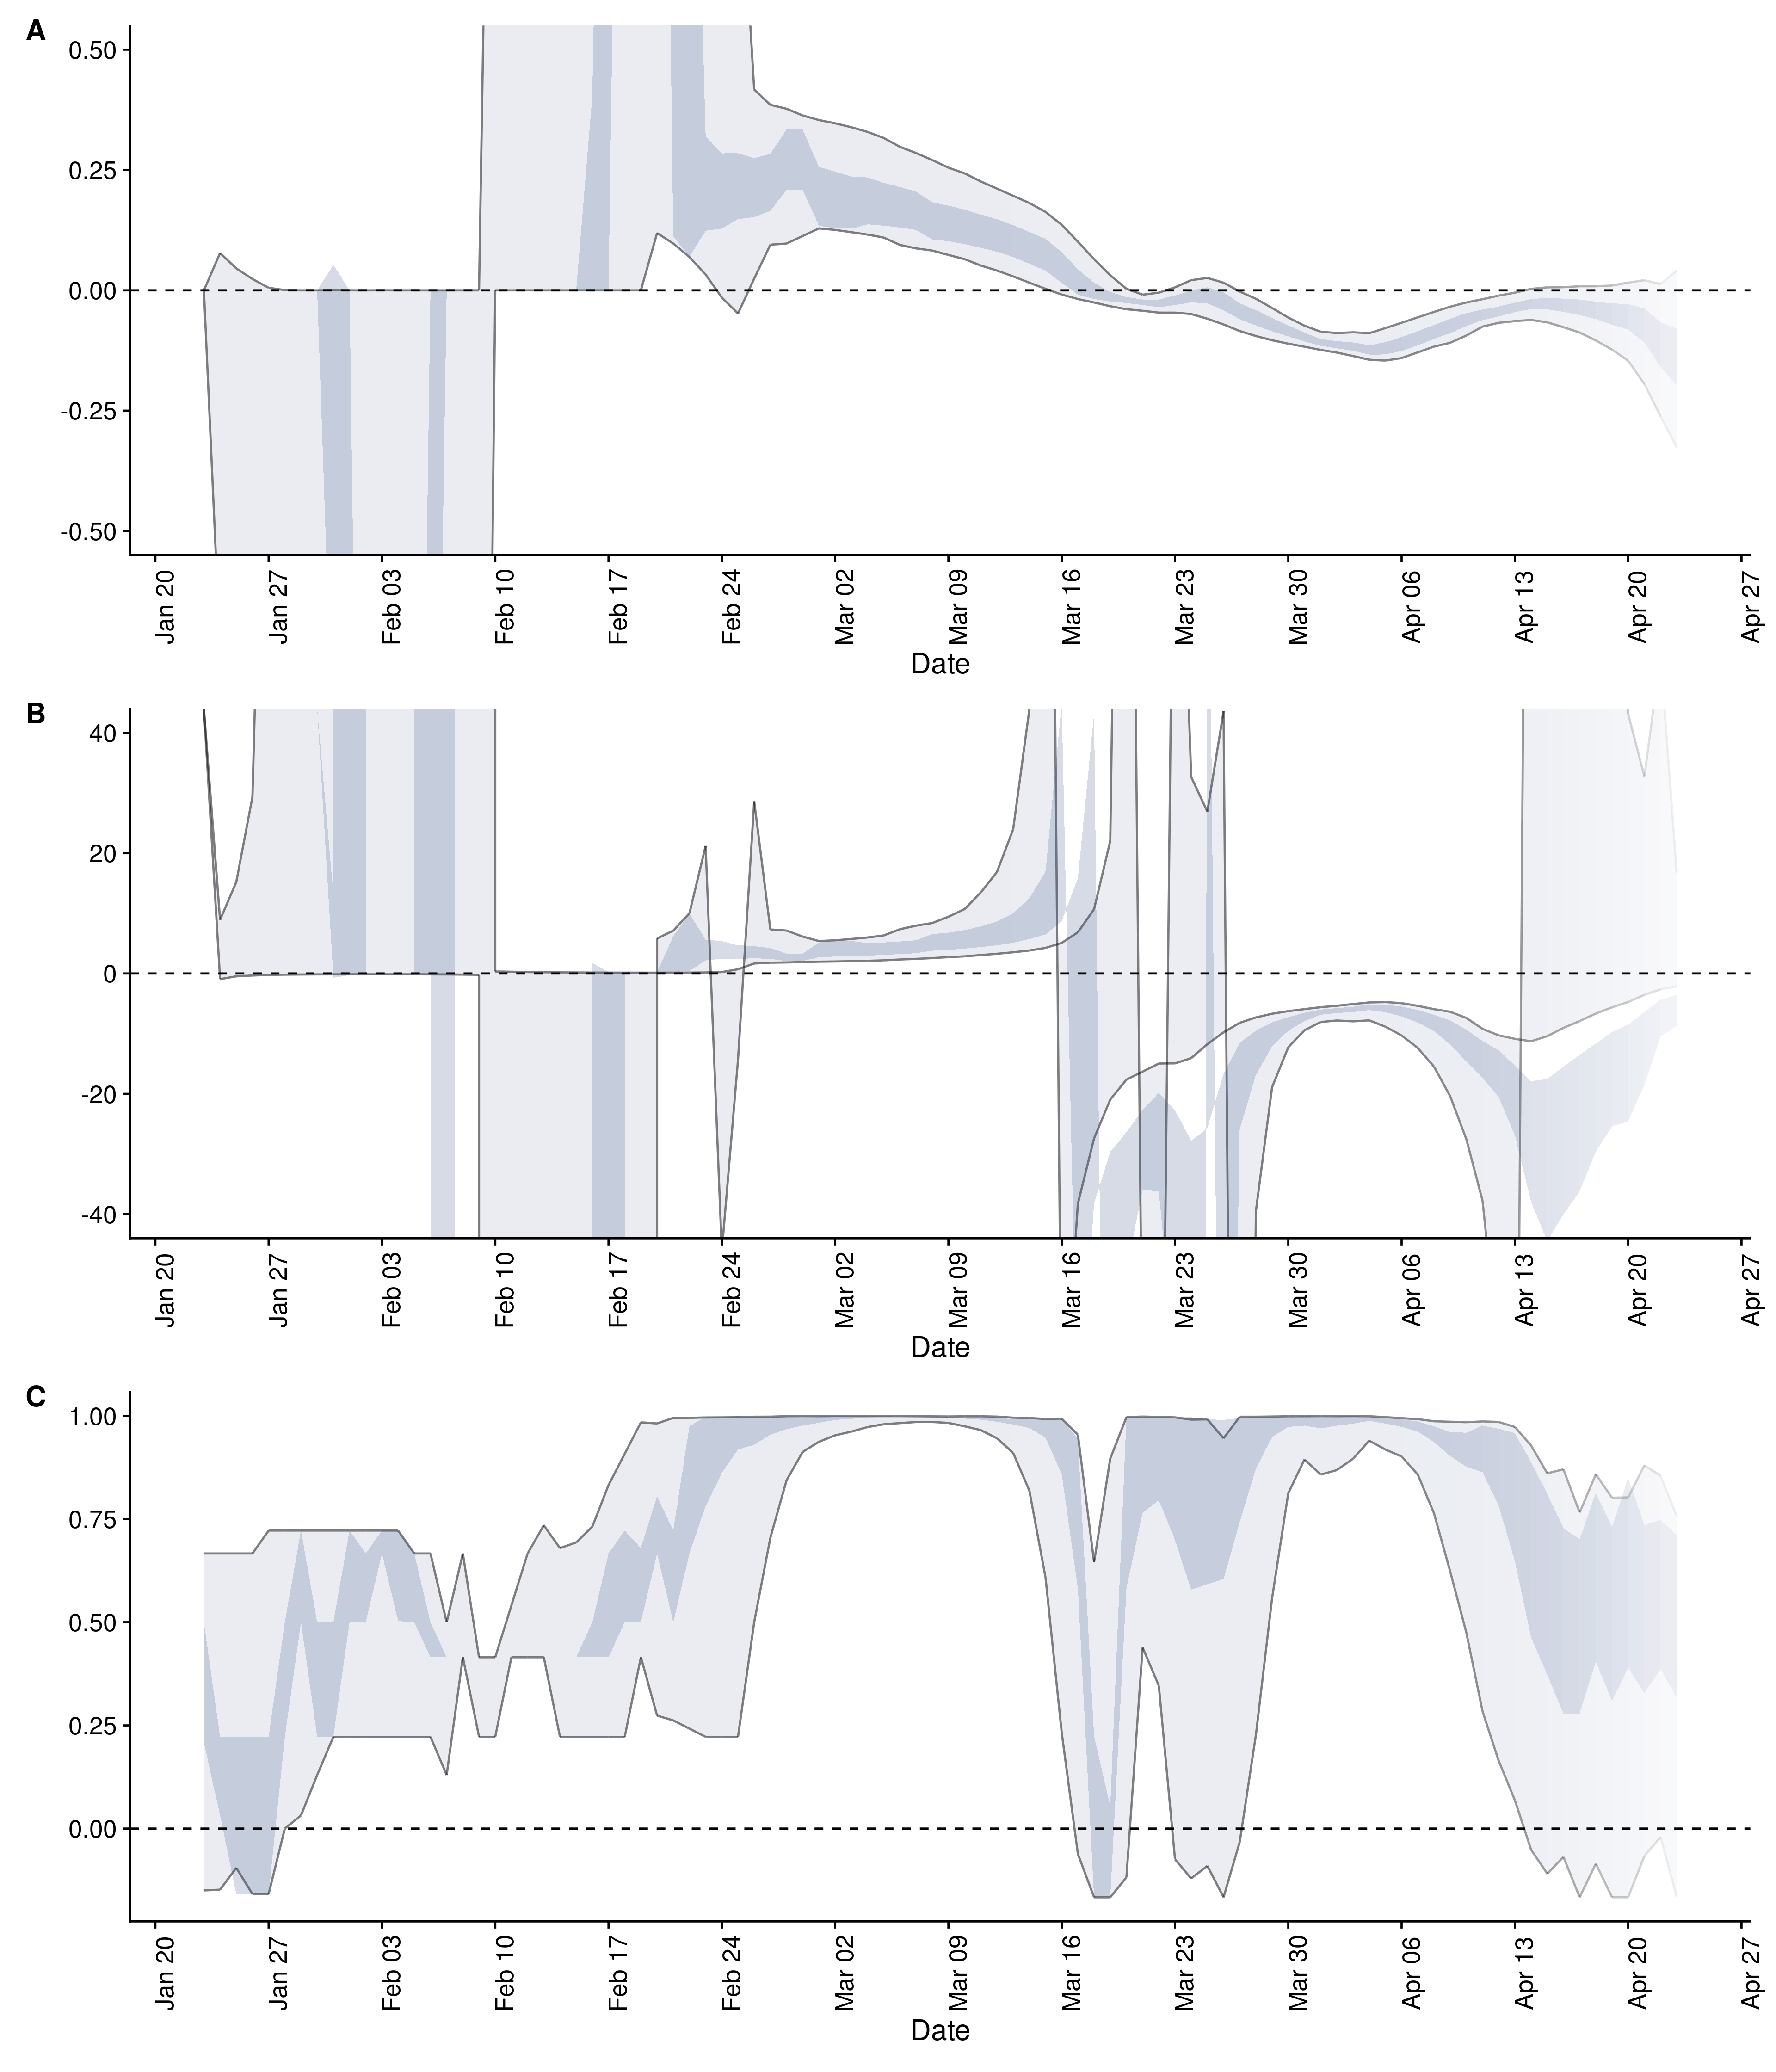 A
0.50
0.25
0.00
-0.25
-0.50
Jan 20
Jan 27
Feb 03
Feb 10
Feb 17
Feb 24
Mar 02
Mar 09
Mar 16
Mar 23
Mar 30
Apr 06
Apr 13
Apr 20
Apr 27
Date
B
40
20
0
-20
-40
Jan 20
Jan 27
Feb 03
Feb 10
Feb 17
Feb 24
Mar 02
Mar 09
Mar 16
Mar 23
Mar 30
Apr 06
Apr 13
Apr 20
Apr 27
Date
C
1.00
0.75
0.50
0.25
0.00
Jan 20
Jan 27
Feb 03
Feb 10
Feb 17
Feb 24
Mar 02
Mar 09
Mar 16
Mar 23
Mar 30
Apr 06
Apr 13
Apr 20
Apr 27
Date